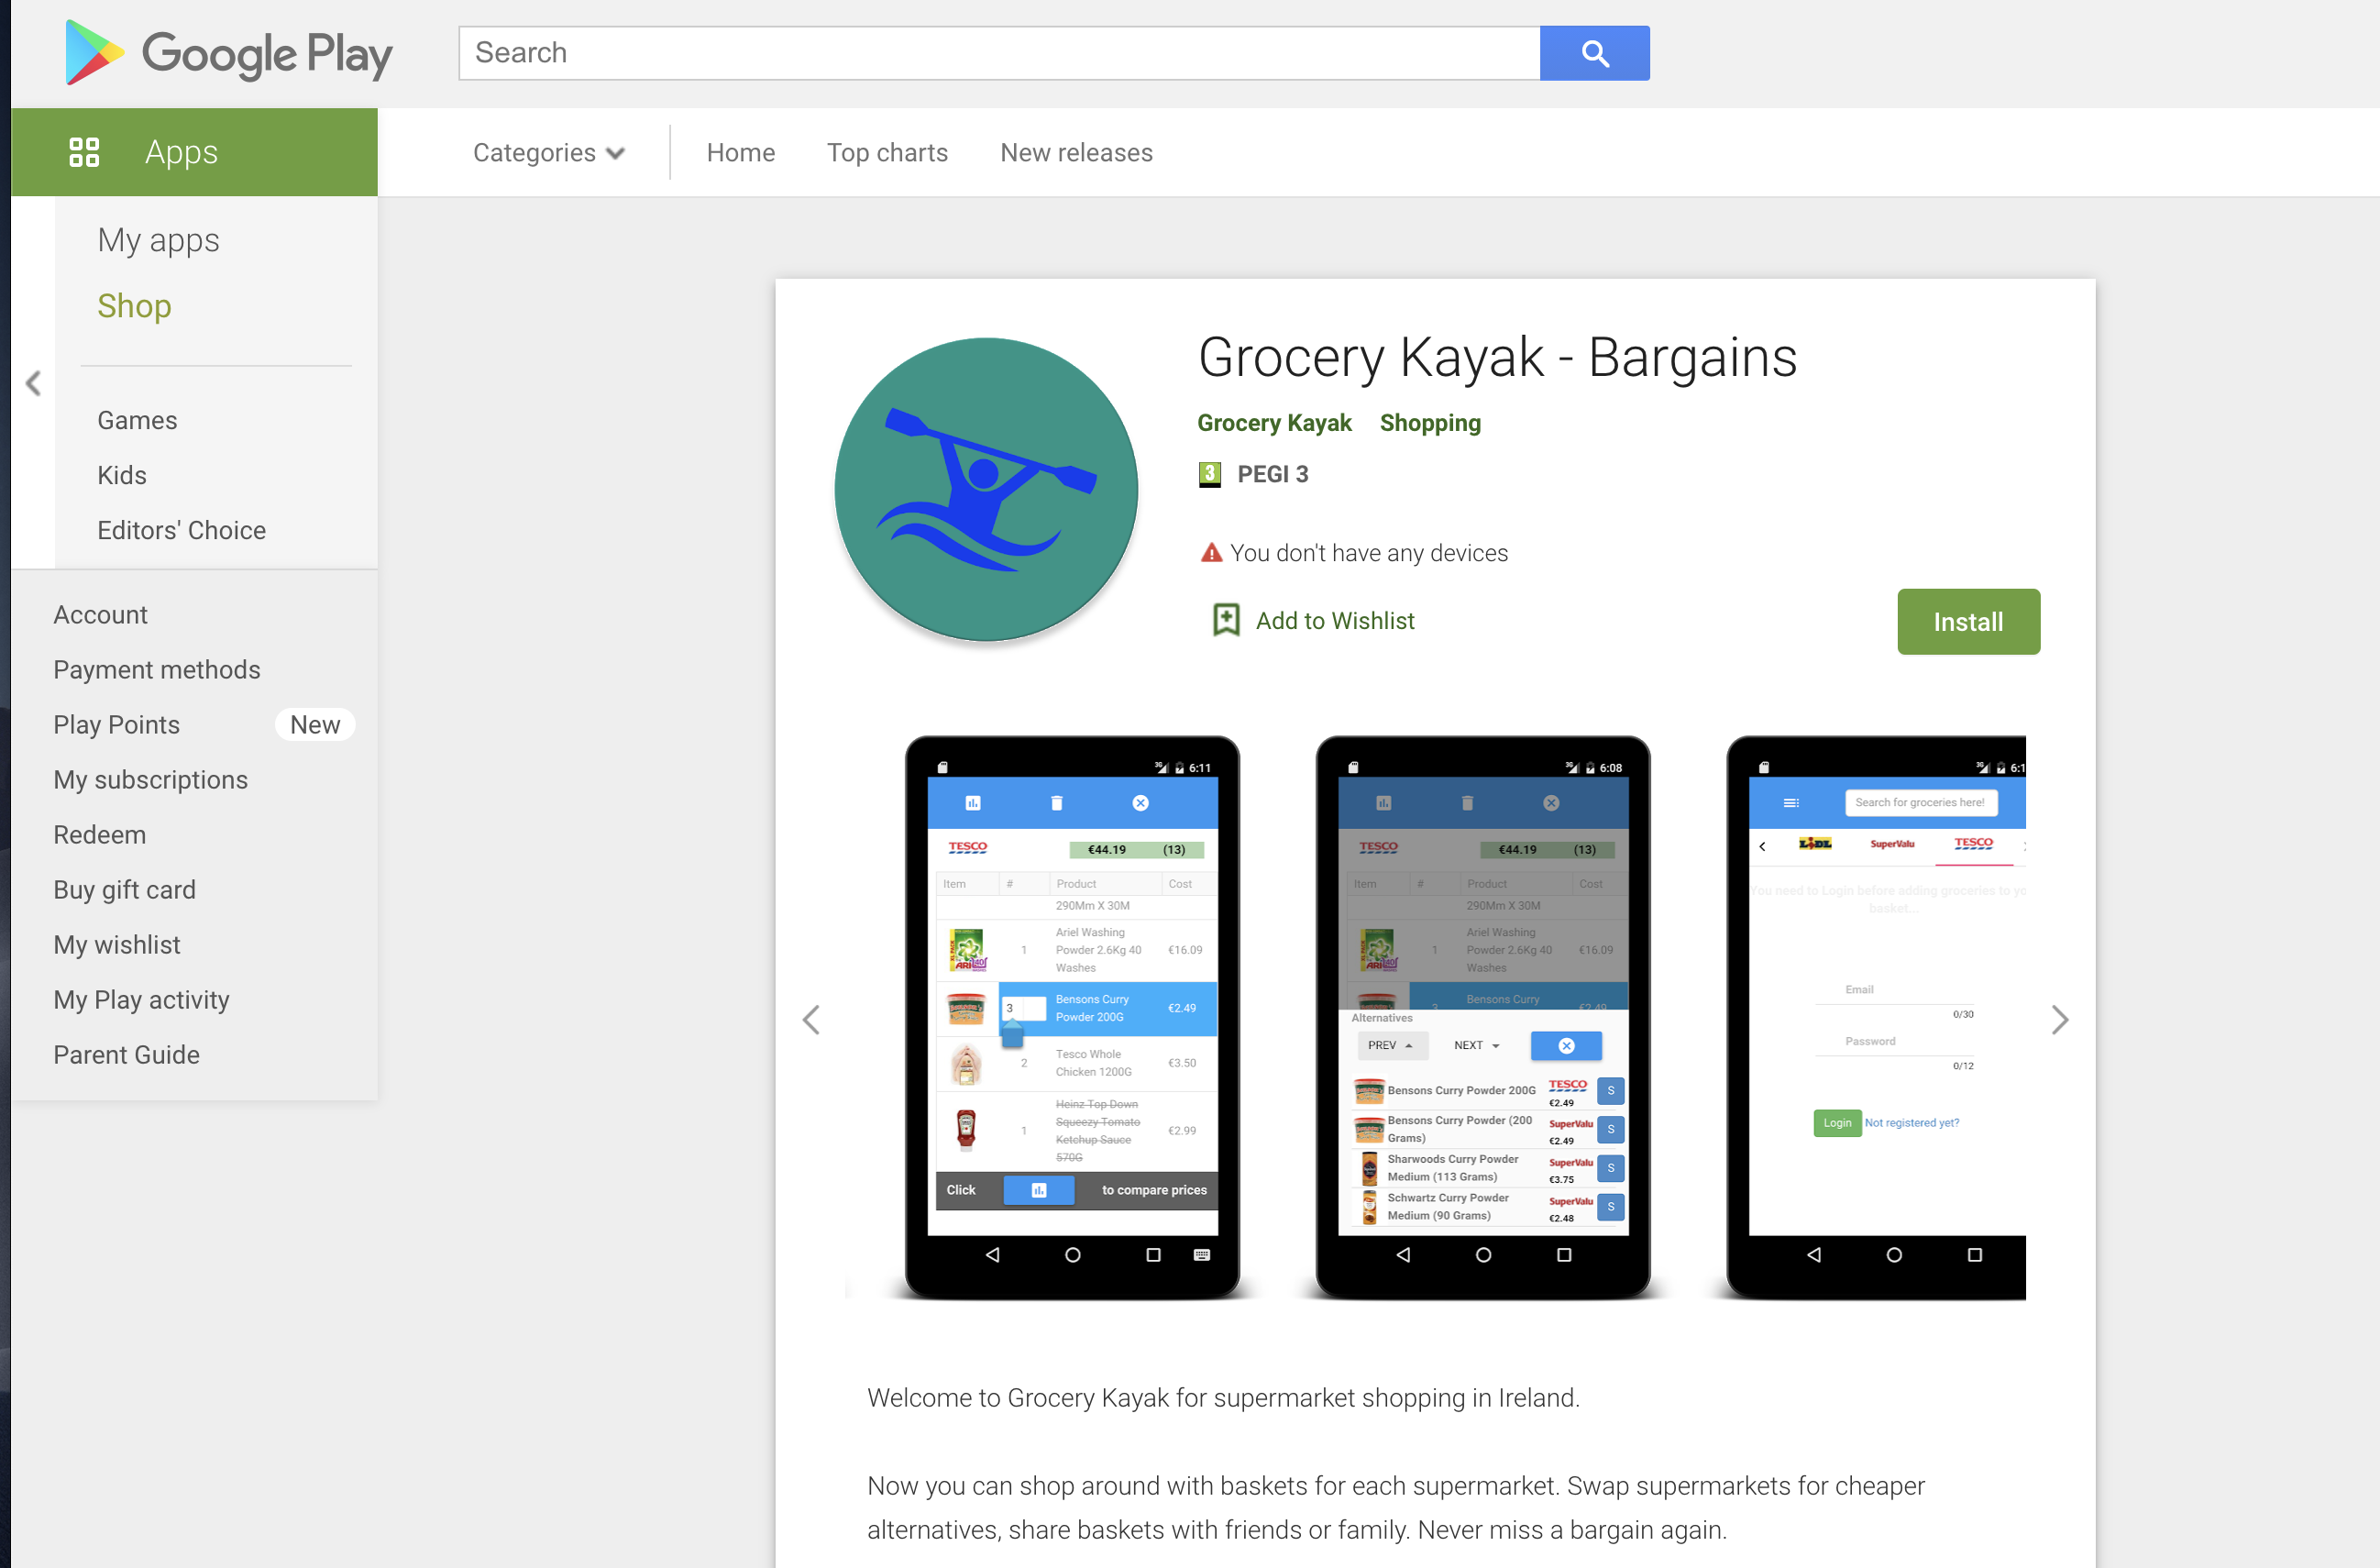 Google Play
Search
Apps
Categories
Home
Top charts
New releases
My apps
Shop
Games
Kids
Editors' Choice
Account
Payment methods
Play Points New
My subscriptions
Redeem
Buy gift card
My wishlist
My Play activity
Parent Guide
Grocery Kayak - Bargains
Grocery Kayak Shopping
3 PEGI 3
You don't have any devices
Add to Wishlist
Install
3G 6:11
TESCO €44.19 (13)
Item # Product Cost
290Mm X 30M
1 Ariel Washing Powder 2.6Kg 40 Washes €16.09
3 Bensons Curry Powder 200G €2.49
2 Tesco Whole Chicken 1200G €3.50
1 Heinz Top Down Squeezy Tomato Ketchup Sauce 570G €2.99
Click to compare prices
3G 6:08
TESCO €44.19 (13)
Item # Product Cost
290Mm X 30M
1 Ariel Washing Powder 2.6Kg 40 Washes €16.09
3 Bensons Curry €2.49
Alternatives
PREV NEXT
Bensons Curry Powder 200G TESCO €2.49 S
Bensons Curry Powder (200 Grams) SuperValu €2.49 S
Sharwoods Curry Powder Medium (113 Grams) SuperValu €3.75 S
Schwartz Curry Powder Medium (90 Grams) SuperValu €2.48 S
3G 6:1
Search for groceries here!
LIDL SuperValu TESCO
You need to Login before adding groceries to yo
basket...
Email
0/30
Password
0/12
Login Not registered yet?
Welcome to Grocery Kayak for supermarket shopping in Ireland.
Now you can shop around with baskets for each supermarket. Swap supermarkets for cheaper
alternatives, share baskets with friends or family. Never miss a bargain again.